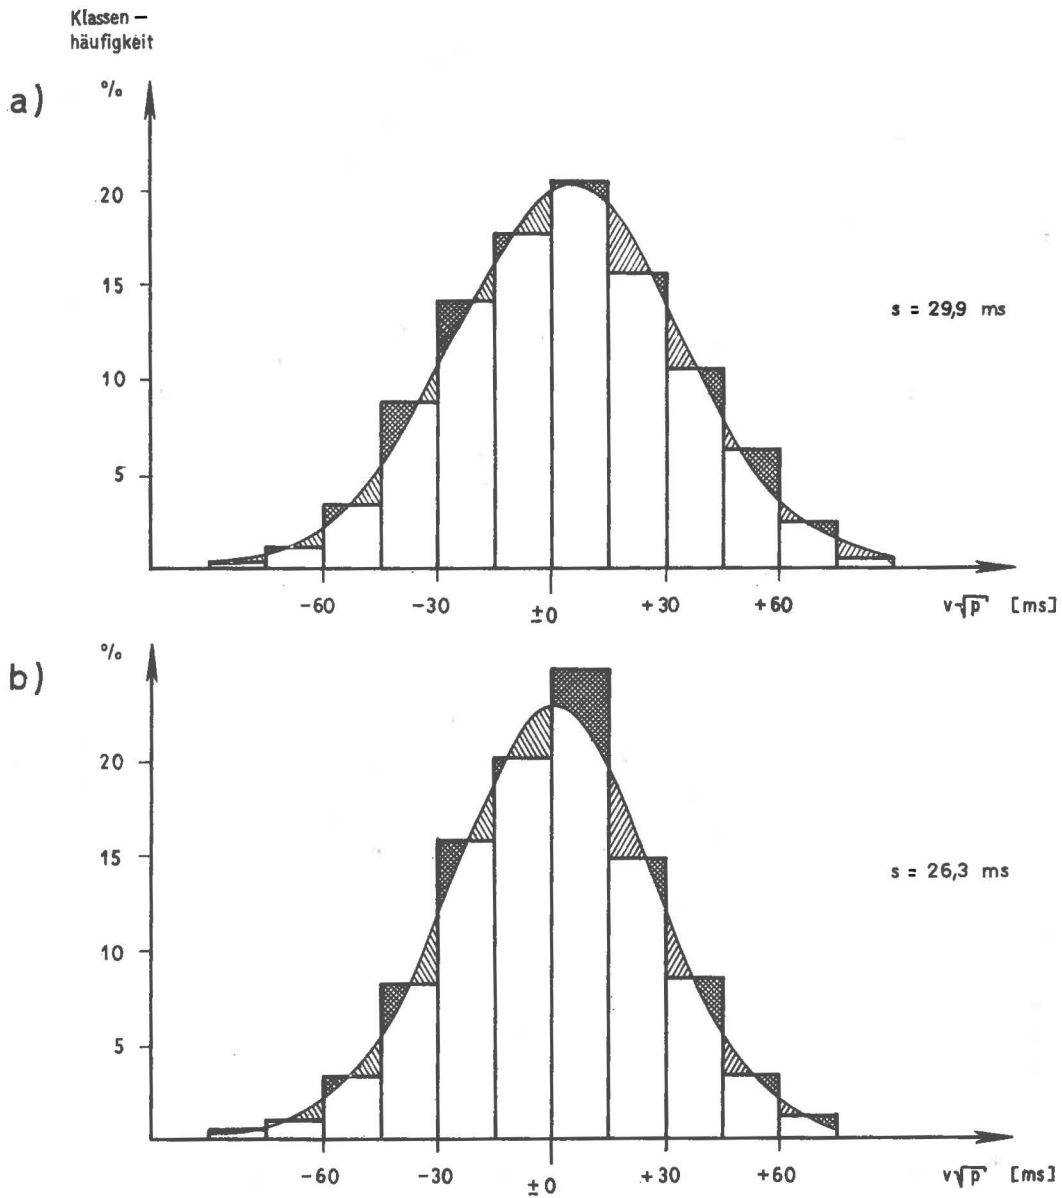 Klassen –
häufigkeit
a)
%
20
15
10
5
s = 29,9 ms
-60
-30
±0
+30
+60
v√p [ms]
b)
%
20
15
10
5
s = 26,3 ms
-60
-30
±0
+30
+60
v√p [ms]